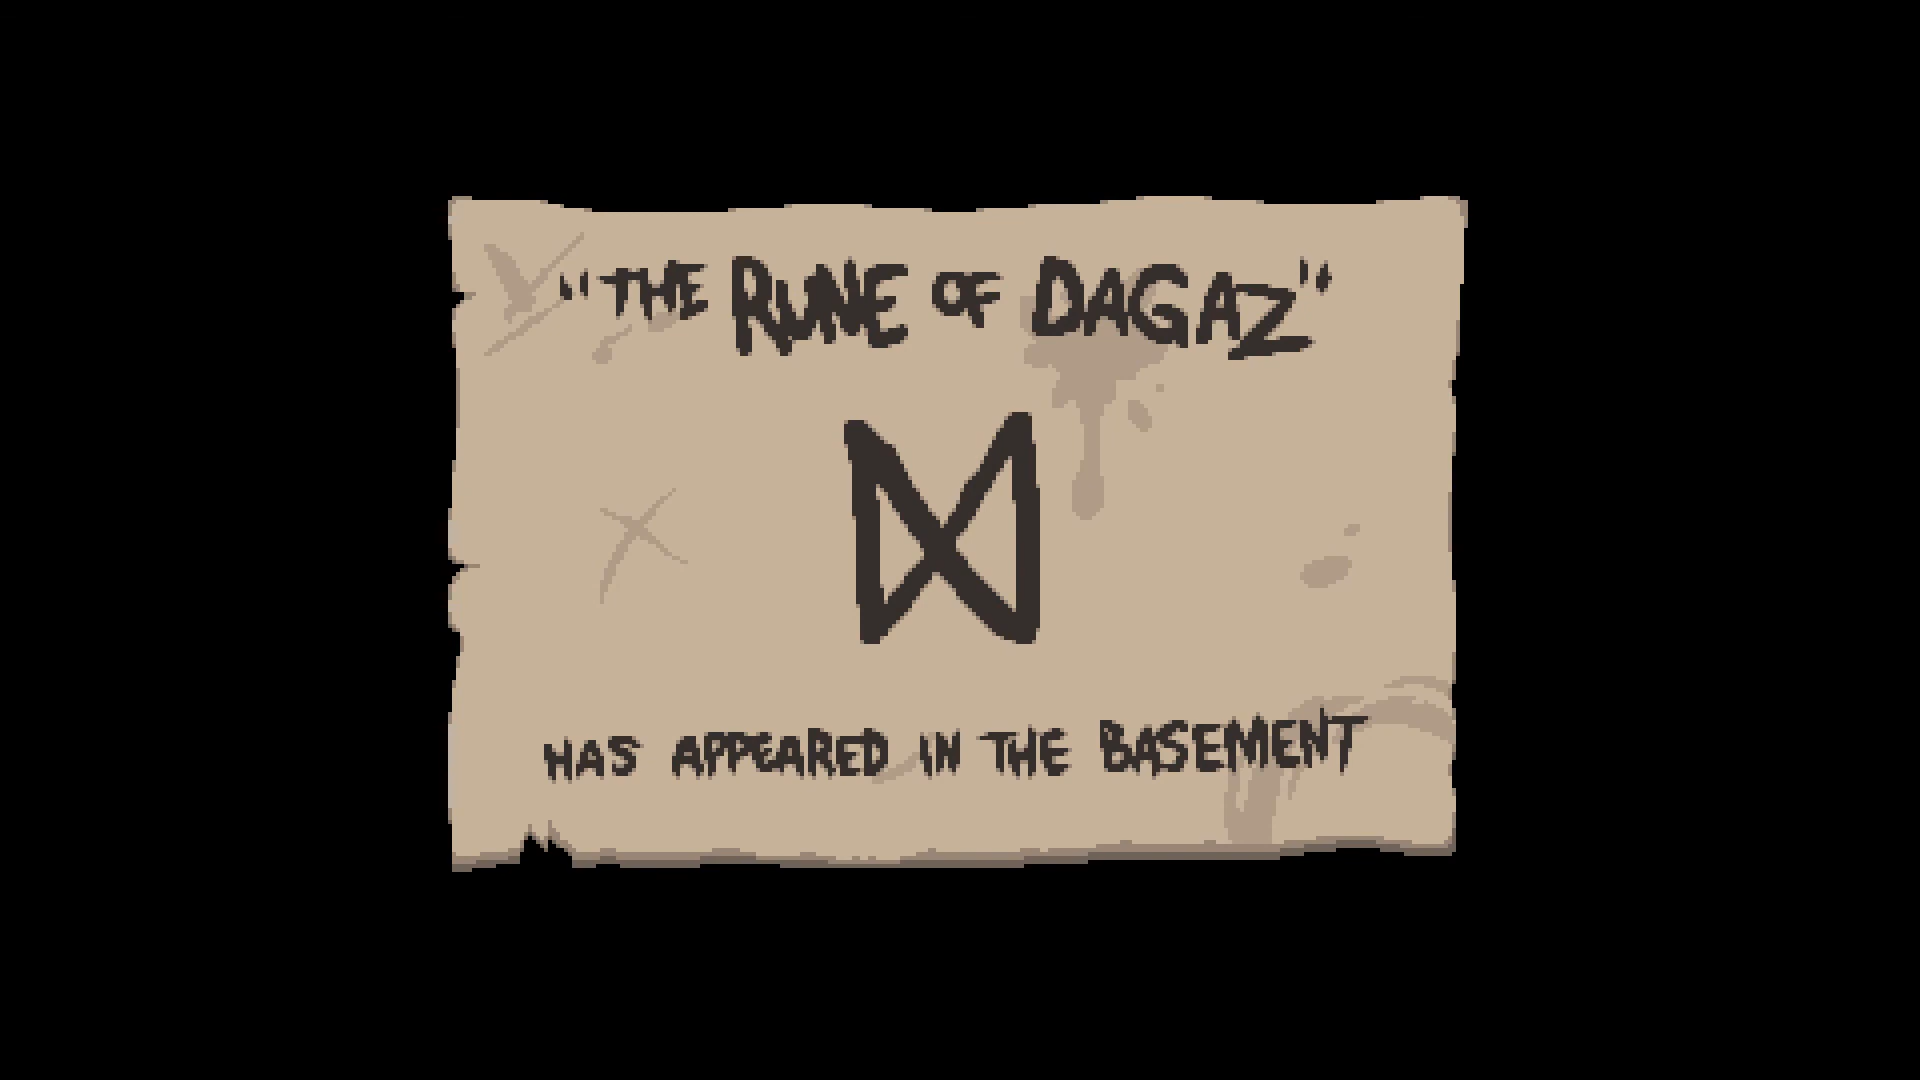 "THE RUNE OF DAGAZ"
HAS APPEARED IN THE BASEMENT